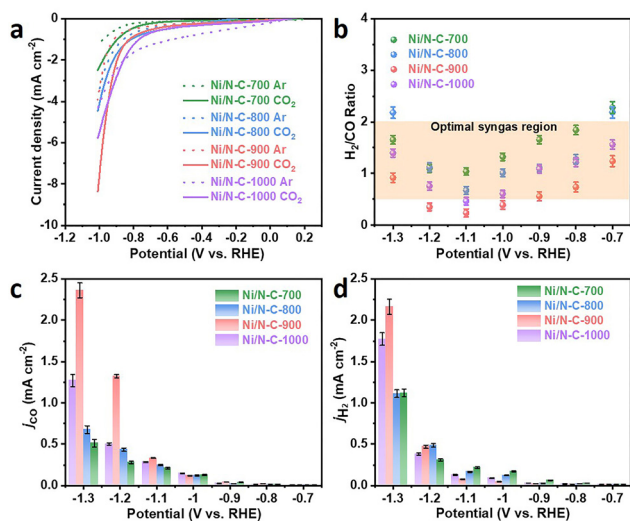 a
Current density (mA cm⁻²)
0
-2
-4
-6
-8
-10
-1.2 -1.0 -0.8 -0.6 -0.4 -0.2 0.0 0.2
Potential (V vs. RHE)
Ni/N-C-700 Ar
Ni/N-C-700 CO₂
Ni/N-C-800 Ar
Ni/N-C-800 CO₂
Ni/N-C-900 Ar
Ni/N-C-900 CO₂
Ni/N-C-1000 Ar
Ni/N-C-1000 CO₂
b
H₂/CO Ratio
6
5
4
3
2
1
0
-1.3 -1.2 -1.1 -1.0 -0.9 -0.8 -0.7
Potential (V vs. RHE)
Ni/N-C-700
Ni/N-C-800
Ni/N-C-900
Ni/N-C-1000
Optimal syngas region
c
jCO (mA cm⁻²)
2.5
2.0
1.5
1.0
0.5
0.0
-1.3 -1.2 -1.1 -1.0 -0.9 -0.8 -0.7
Potential (V vs. RHE)
Ni/N-C-700
Ni/N-C-800
Ni/N-C-900
Ni/N-C-1000
d
jH₂ (mA cm⁻²)
2.5
2.0
1.5
1.0
0.5
0.0
-1.3 -1.2 -1.1 -1.0 -0.9 -0.8 -0.7
Potential (V vs. RHE)
Ni/N-C-700
Ni/N-C-800
Ni/N-C-900
Ni/N-C-1000